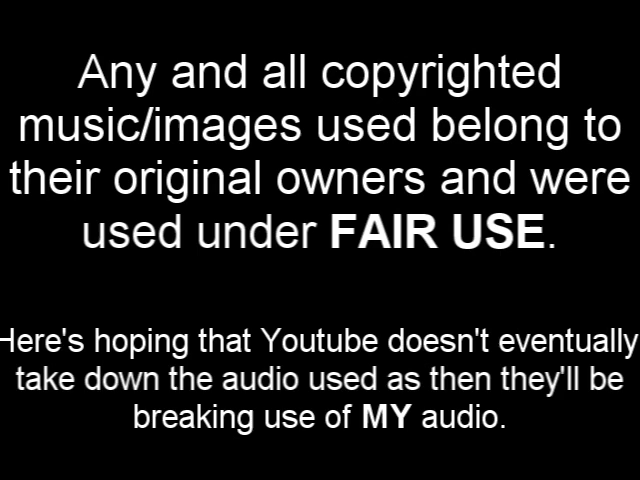 Any and all copyrighted
music/images used belong to
their original owners and were
used under FAIR USE.
Here's hoping that Youtube doesn't eventually
take down the audio used as then they'll be
breaking use of MY audio.